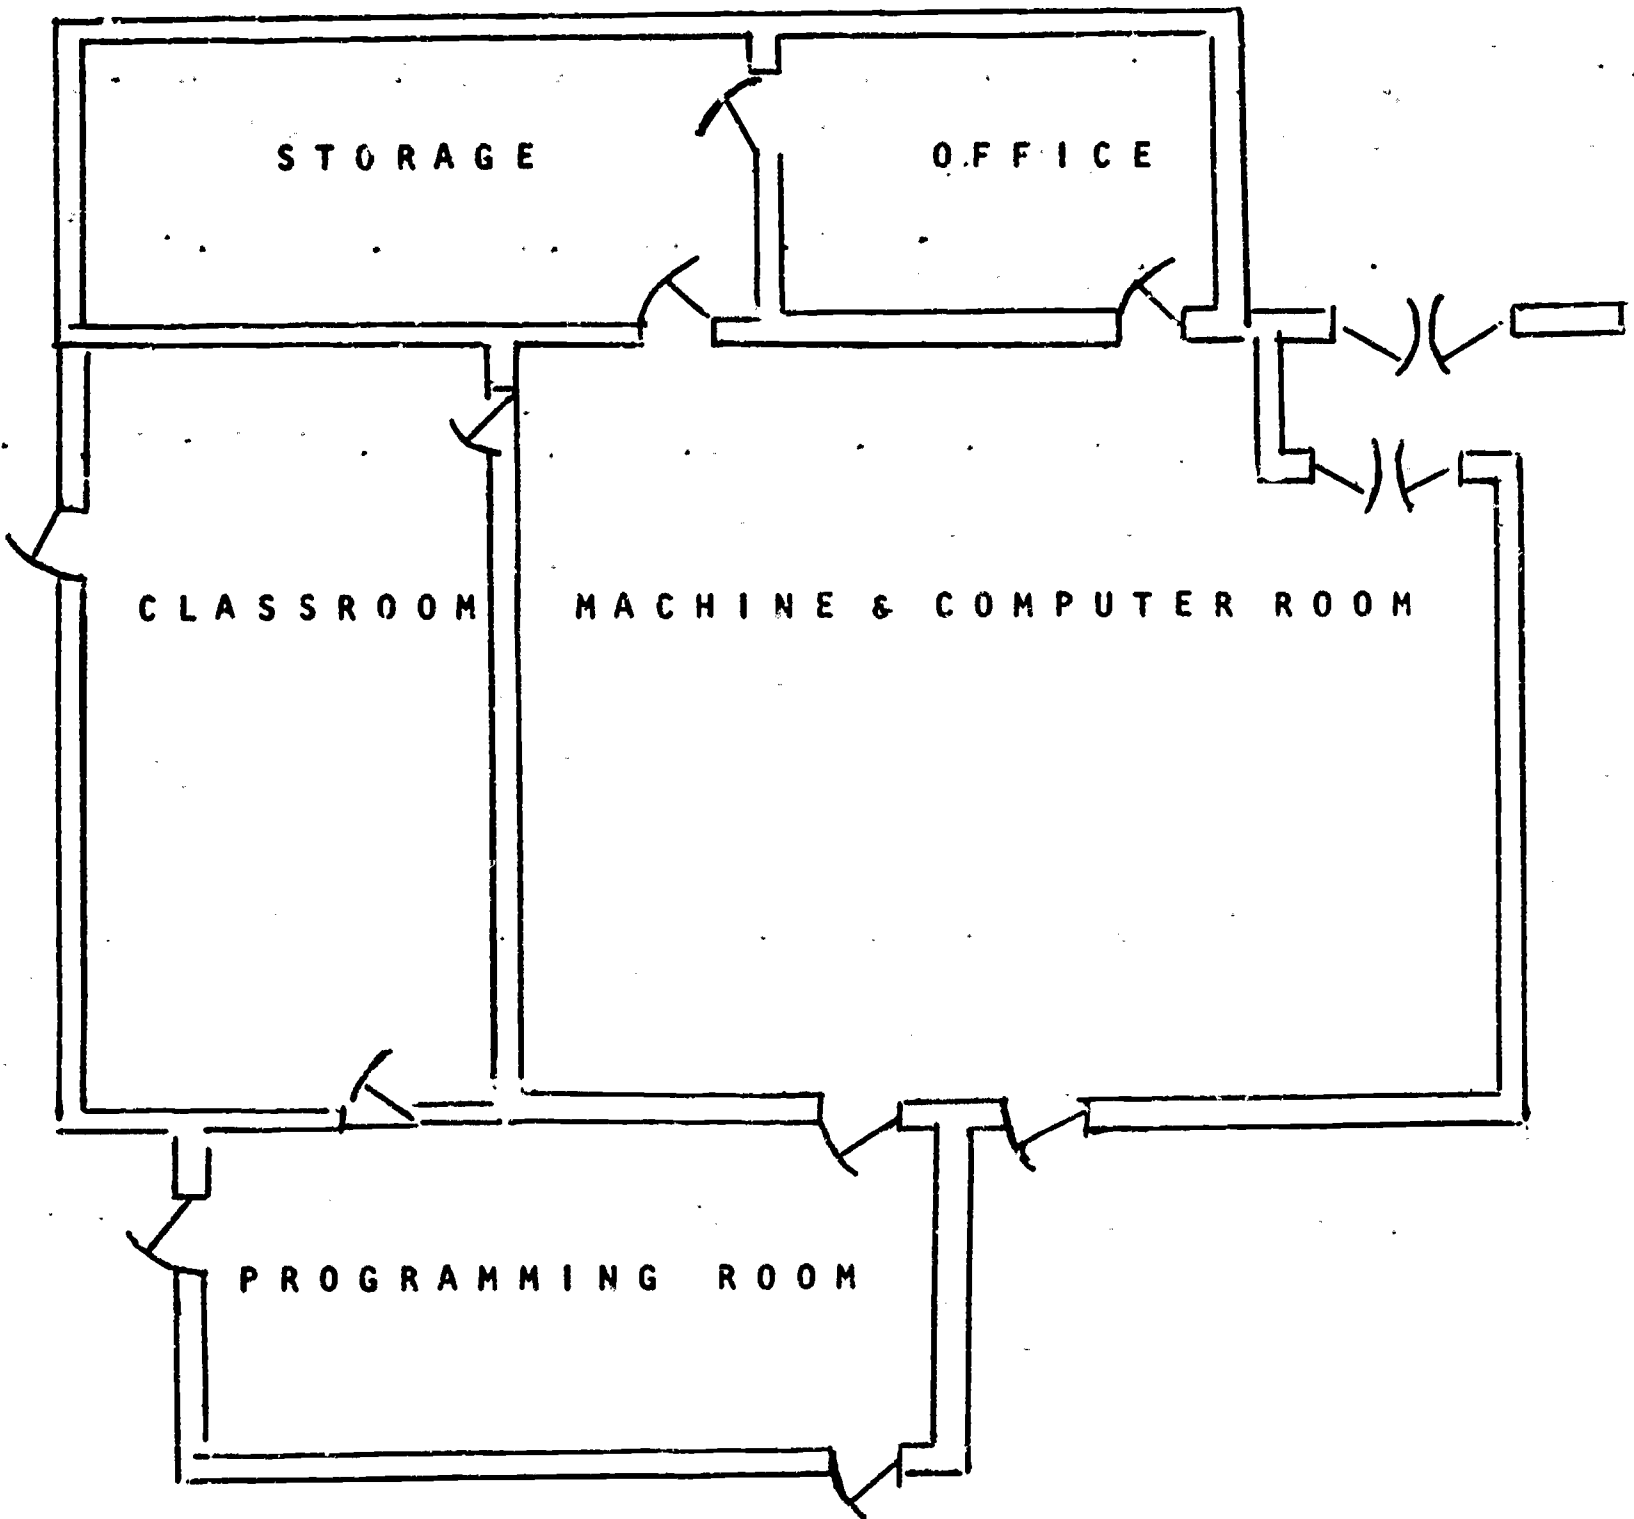 STORAGE
OFFICE
CLASSROOM
MACHINE & COMPUTER ROOM
PROGRAMMING ROOM